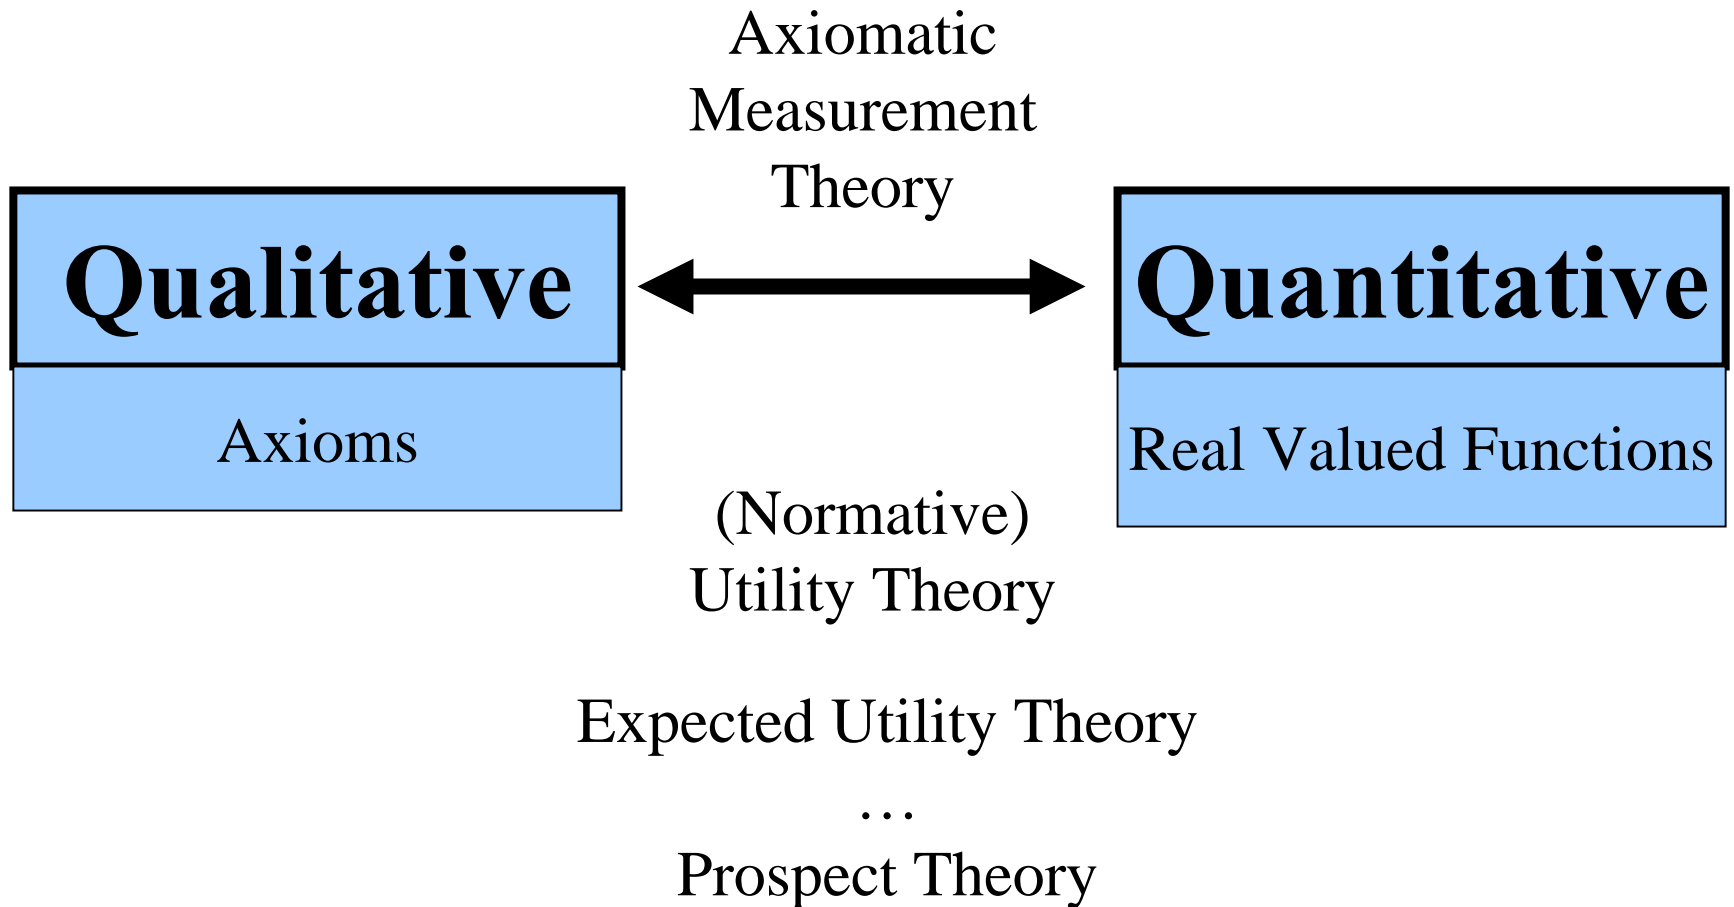 Axiomatic
Measurement
Theory
Qualitative
Quantitative
Axioms
Real Valued Functions
(Normative)
Utility Theory
Expected Utility Theory
…
Prospect Theory